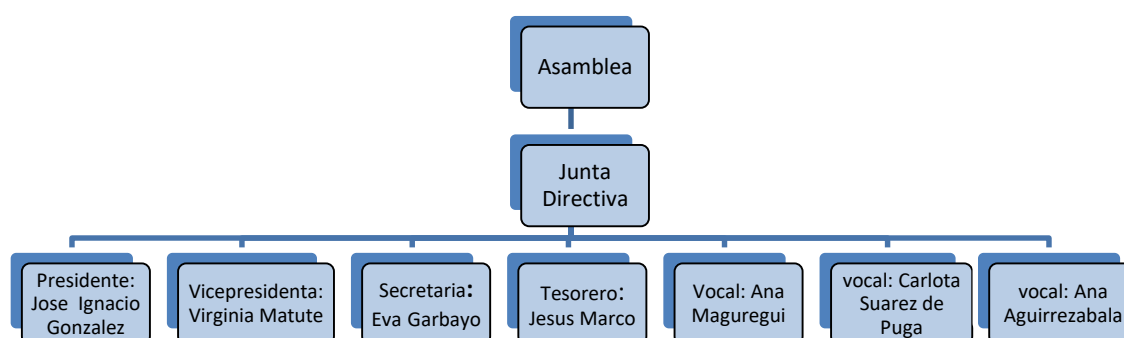 Asamblea
Junta
Directiva
Presidente:
Jose Ignacio
Gonzalez
Vicepresidenta:
Virginia Matute
Secretaria:
Eva Garbayo
Tesorero:
Jesus Marco
Vocal: Ana
Maguregui
vocal: Carlota
Suarez de
Puga
vocal: Ana
Aguirrezabala